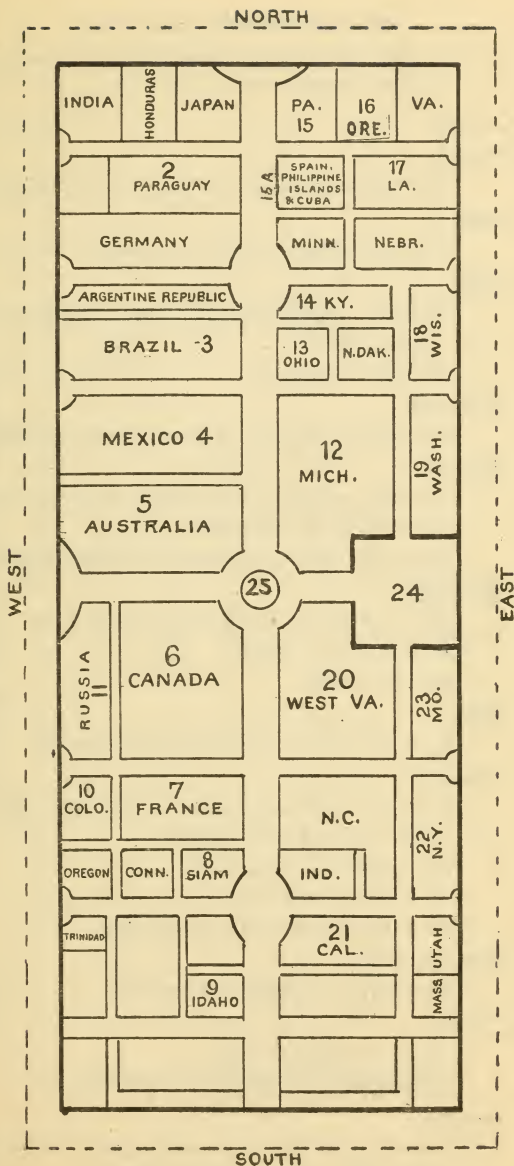 NORTH
INDIA
HONDURAS
JAPAN
PA.
15
16
ORE.
VA.
2
PARAGUAY
15A
SPAIN,
PHILIPPINE
ISLANDS
& CUBA
17
LA.
GERMANY
MINN.
NEBR.
ARGENTINE REPUBLIC
14 KY.
18
WIS.
BRAZIL -3
13
OHIO
N.DAK.
MEXICO 4
12
MICH.
19
WASH.
5
AUSTRALIA
WEST
25
24
EAST
RUSSIA
11
6
CANADA
20
WEST VA.
23
MO.
10
COLO.
7
FRANCE
N.C.
22
N.Y.
OREGON
CONN.
8
SIAM
IND.
TRINIDAD
21
CAL.
UTAH
9
IDAHO
MASS.
SOUTH